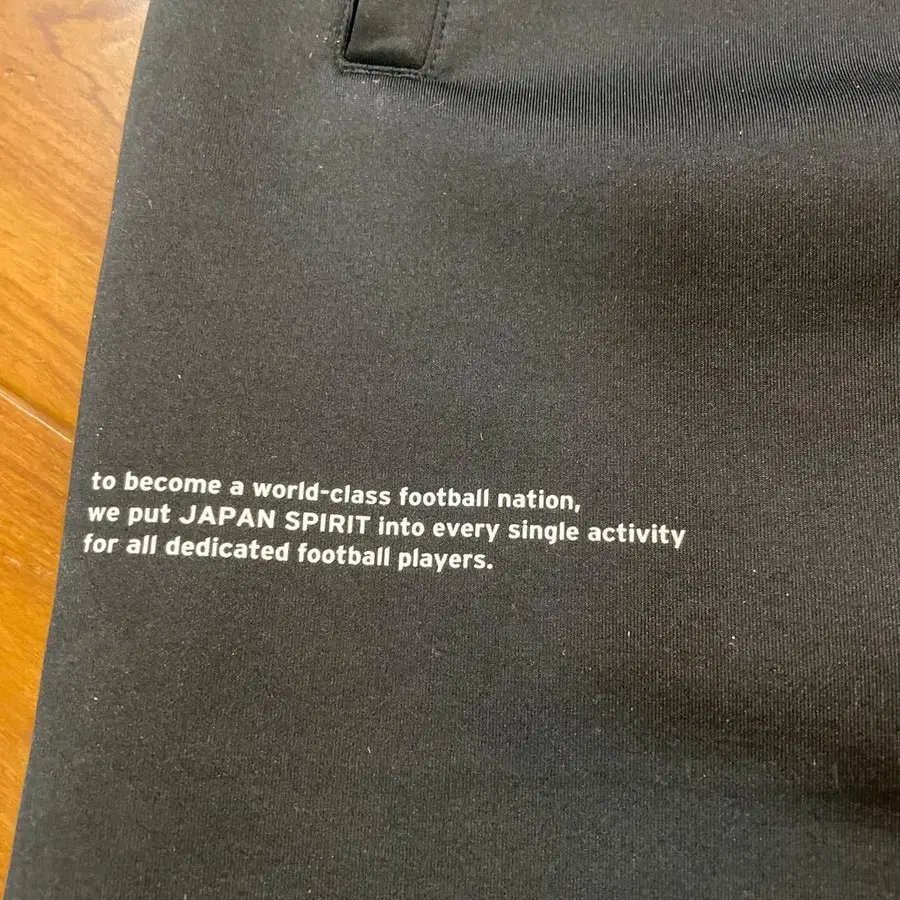 to become a world-class football nation,
we put JAPAN SPIRIT into every single activity
for all dedicated football players.